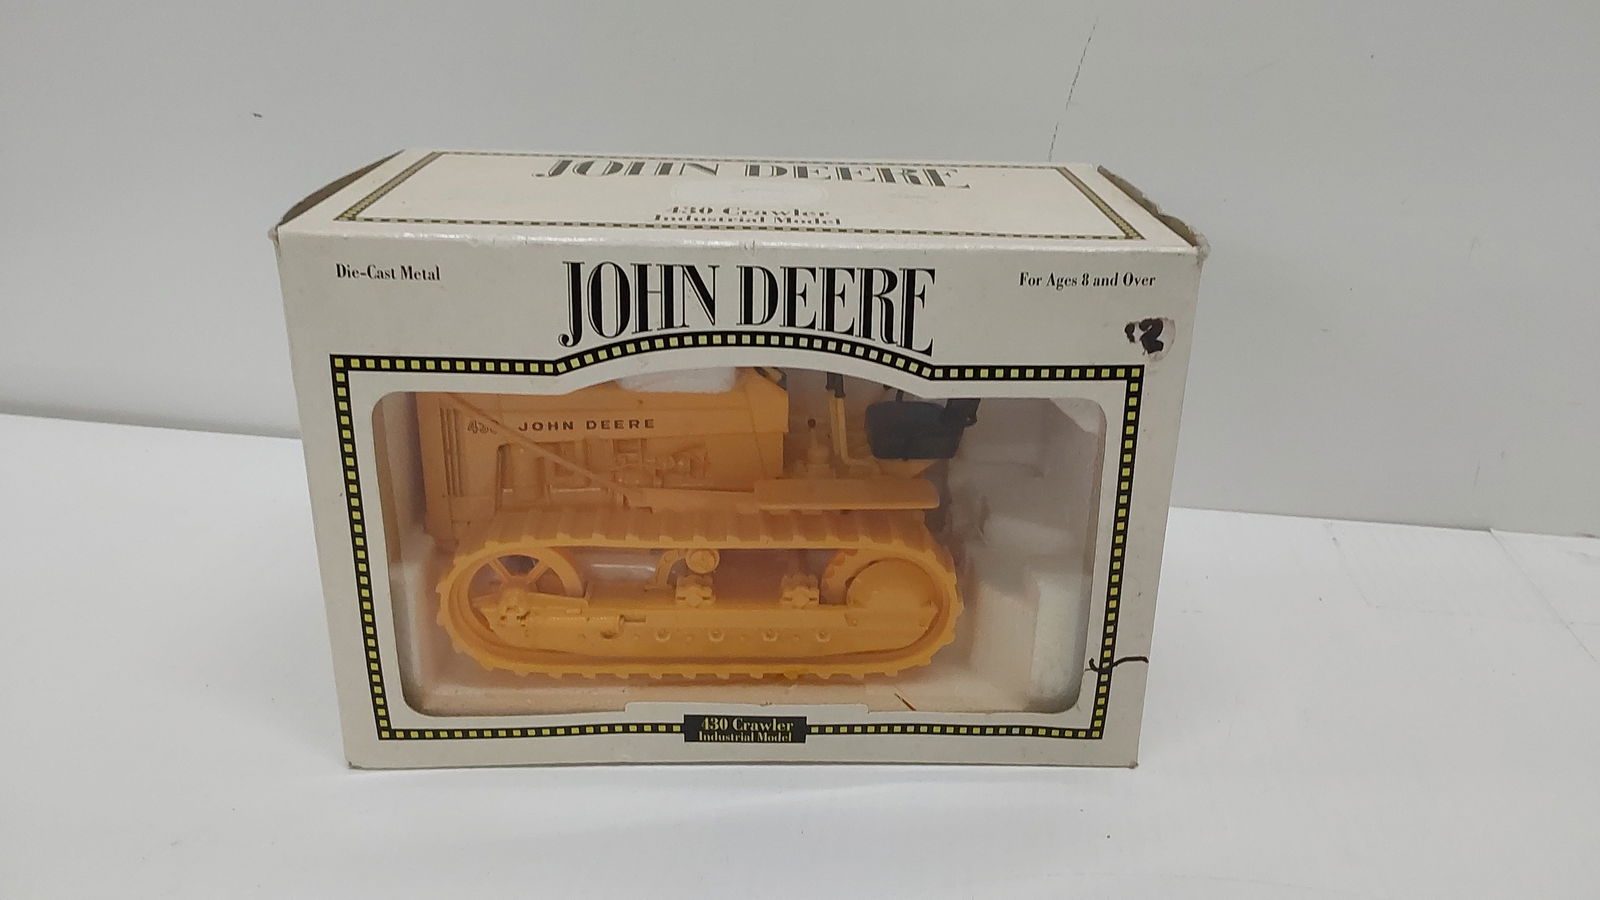 JOHN DEERE
430 Crawler
Industrial Model
Die-Cast Metal
JOHN DEERE
For Ages 8 and Over
JOHN DEERE
430 Crawler
Industrial Model